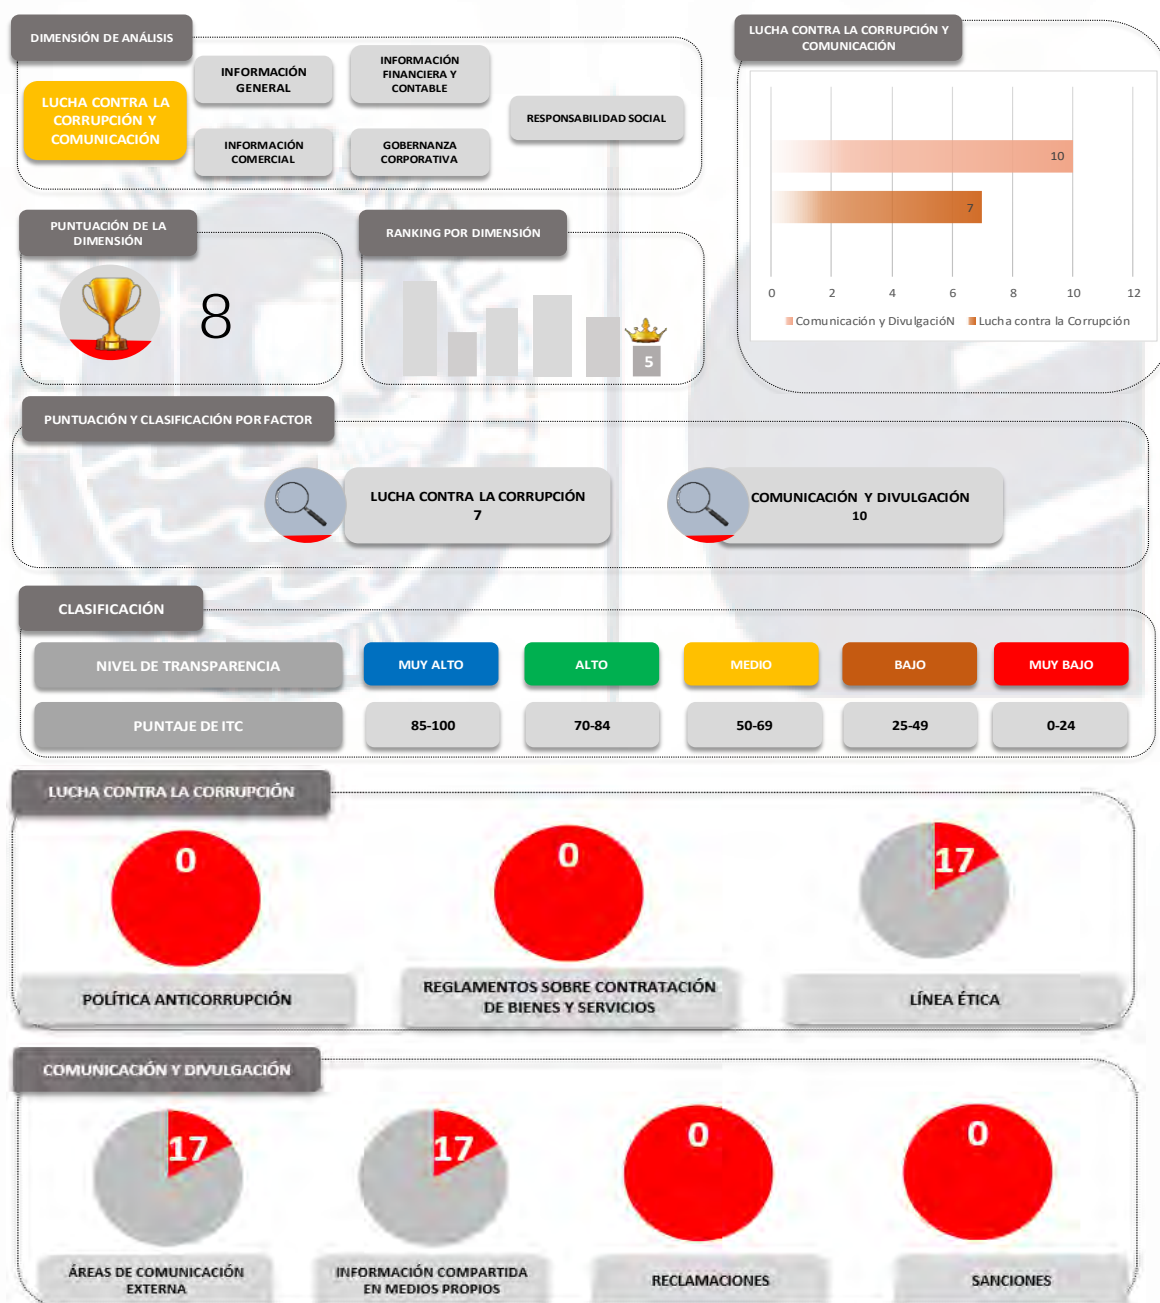 DIMENSIÓN DE ANÁLISIS
LUCHA CONTRA LA
CORRUPCIÓN Y
COMUNICACIÓN
INFORMACIÓN
GENERAL
INFORMACIÓN
FINANCIERA Y
CONTABLE
RESPONSABILIDAD SOCIAL
INFORMACIÓN
COMERCIAL
GOBERNANZA
CORPORATIVA
LUCHA CONTRA LA CORRUPCIÓN Y
COMUNICACIÓN
10
7
0 2 4 6 8 10 12
Comunicación y DivulgacióN Lucha contra la Corrupción
PUNTUACIÓN DE LA
DIMENSIÓN
8
RANKING POR DIMENSIÓN
5
PUNTUACIÓN Y CLASIFICACIÓN POR FACTOR
LUCHA CONTRA LA CORRUPCIÓN
7
COMUNICACIÓN Y DIVULGACIÓN
10
CLASIFICACIÓN
NIVEL DE TRANSPARENCIA MUY ALTO ALTO MEDIO BAJO MUY BAJO
PUNTAJE DE ITC 85-100 70-84 50-69 25-49 0-24
LUCHA CONTRA LA CORRUPCIÓN
0 0 17
POLÍTICA ANTICORRUPCIÓN
REGLAMENTOS SOBRE CONTRATACIÓN
DE BIENES Y SERVICIOS
LÍNEA ÉTICA
COMUNICACIÓN Y DIVULGACIÓN
17 17 0 0
ÁREAS DE COMUNICACIÓN
EXTERNA
INFORMACIÓN COMPARTIDA
EN MEDIOS PROPIOS
RECLAMACIONES
SANCIONES